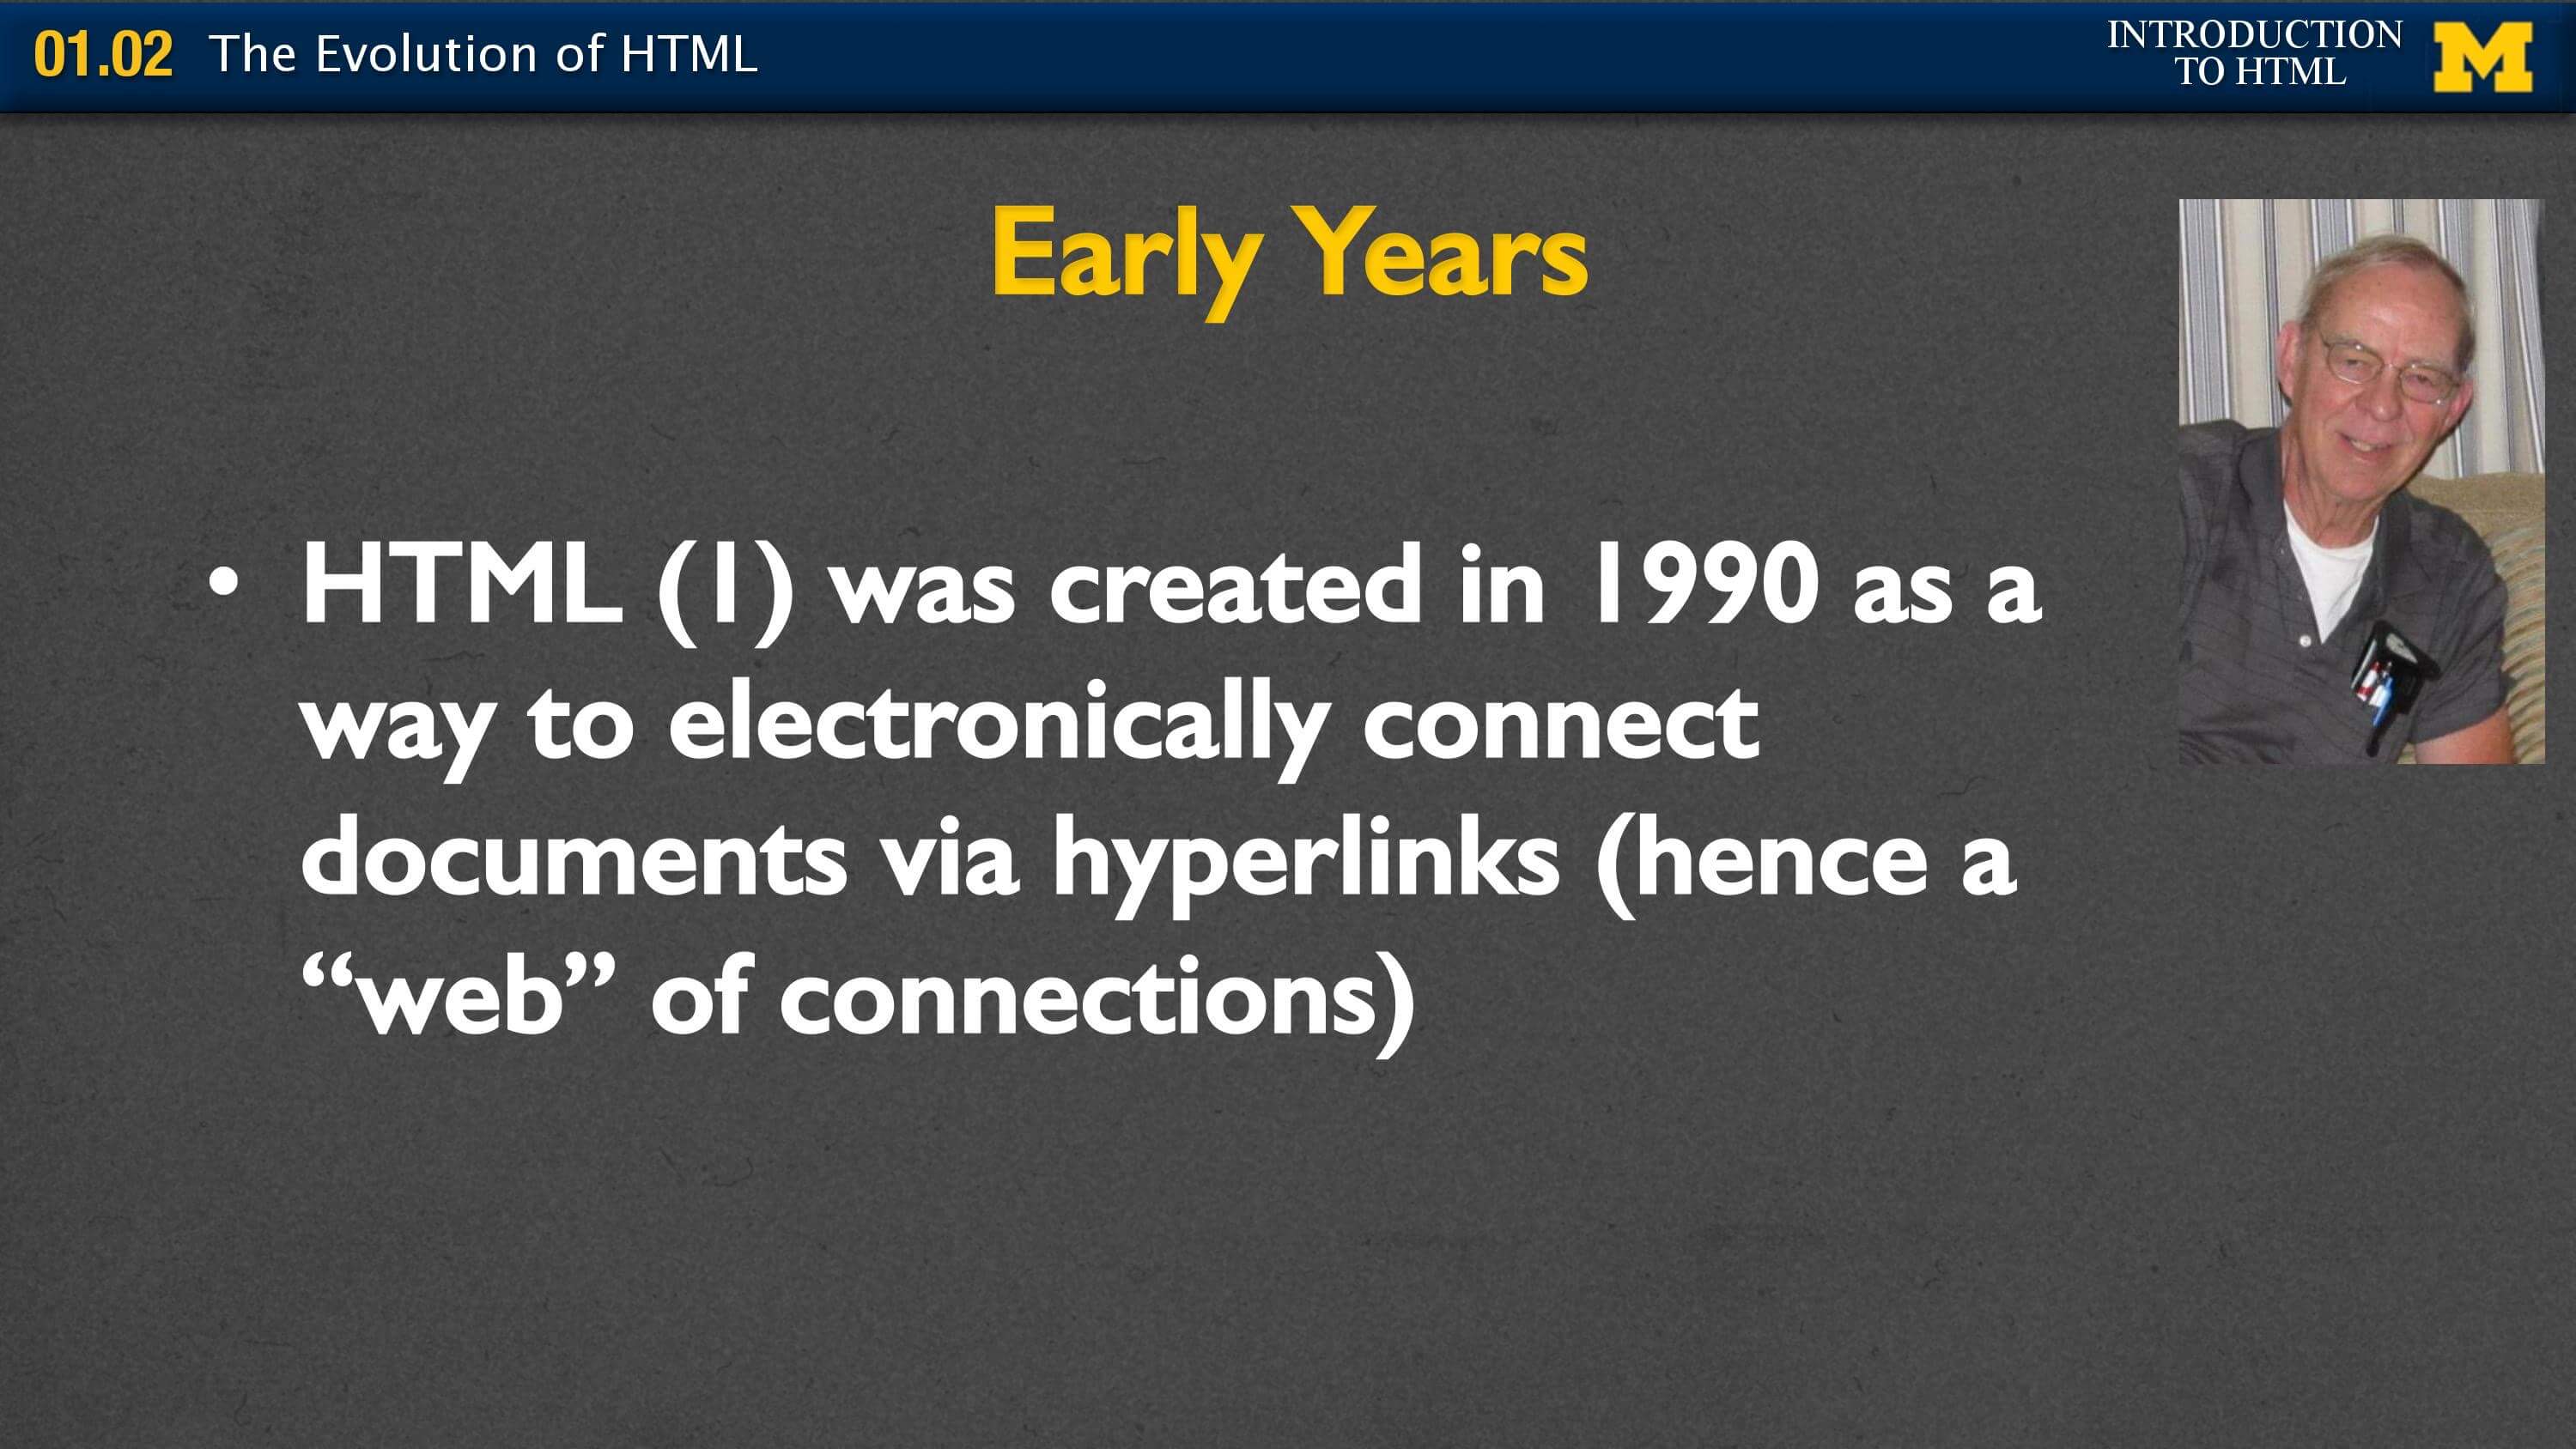 01.02 The Evolution of HTML
INTRODUCTION
TO HTML
M
Early Years
• HTML (1) was created in 1990 as a
way to electronically connect
documents via hyperlinks (hence a
“web” of connections)